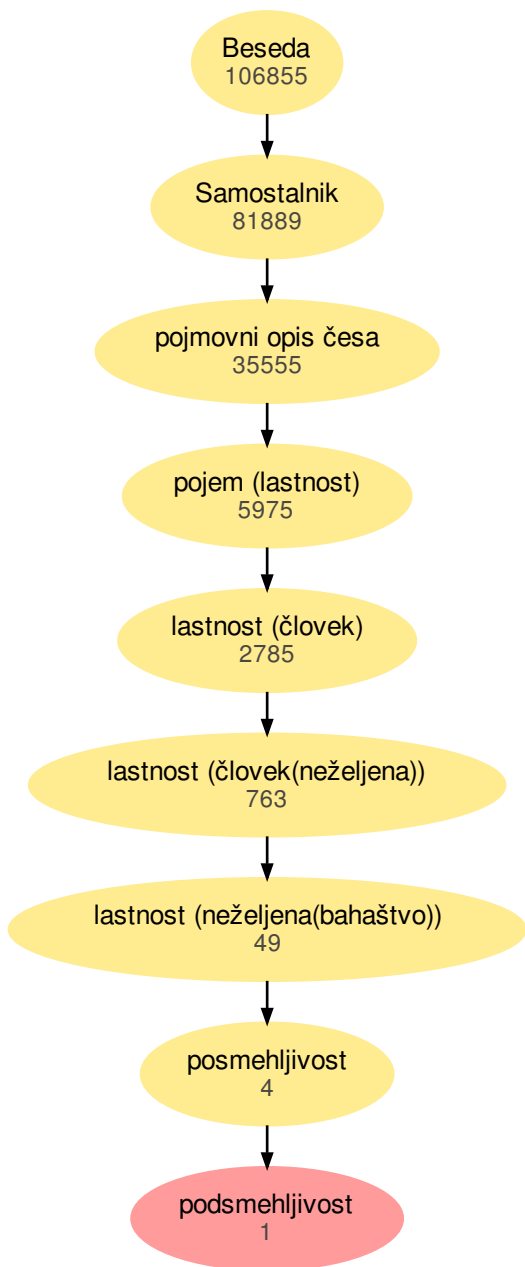 Beseda
106855
Samostalnik
81889
pojmovni opis česa
35555
pojem (lastnost)
5975
lastnost (človek)
2785
lastnost (človek(neželjena))
763
lastnost (neželjena(bahaštvo))
49
posmehljivost
4
podsmehljivost
1